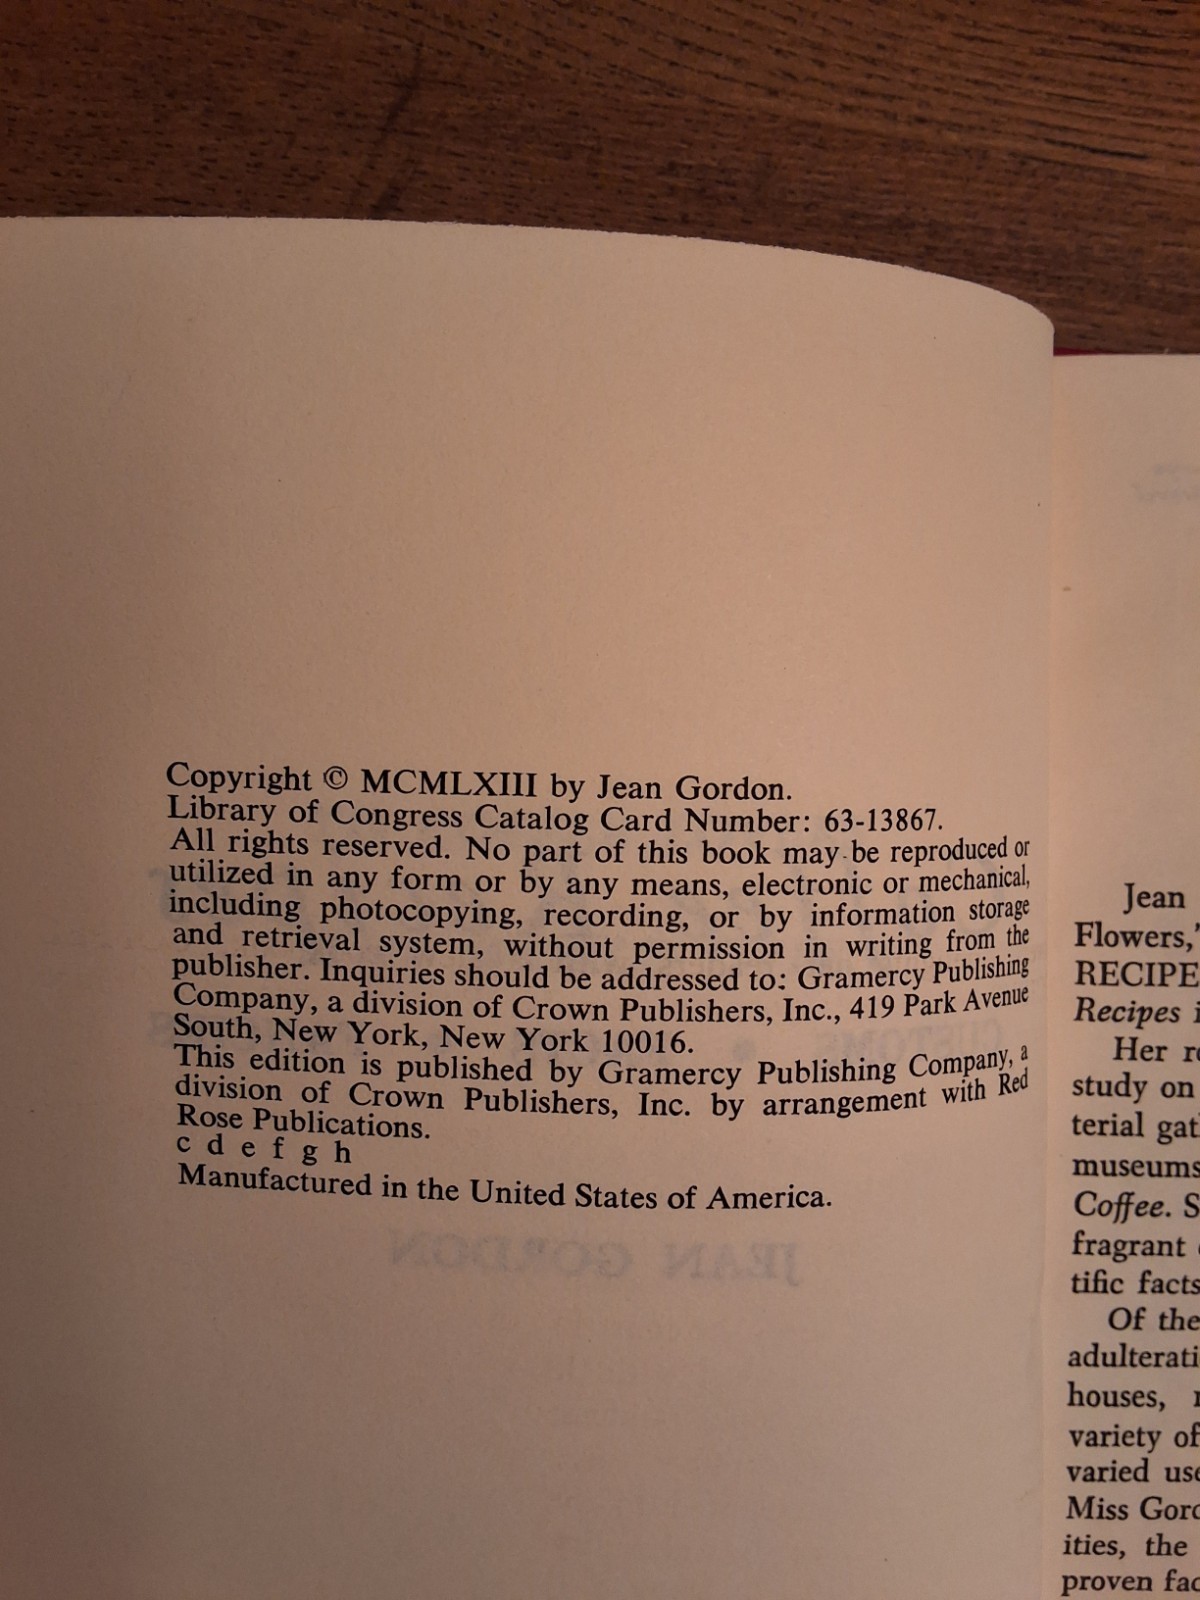 Copyright © MCMLXIII by Jean Gordon.
Library of Congress Catalog Card Number: 63-13867.
All rights reserved. No part of this book may be reproduced or
utilized in any form or by any means, electronic or mechanical,
including photocopying, recording, or by information storage
and retrieval system, without permission in writing from the
publisher. Inquiries should be addressed to: Gramercy Publishing
Company, a division of Crown Publishers, Inc., 419 Park Avenue
South, New York, New York 10016.
This edition is published by Gramercy Publishing Company, a
division of Crown Publishers, Inc. by arrangement with Red
Rose Publications.
c d e f g h
Manufactured in the United States of America.
JEAN GORDON
Jean
Flowers,"
RECIPE
Recipes
Her
study on
terial gat
museums
Coffee. S
fragrant
tific facts
Of the
adulterati
houses,
variety of
varied use
Miss Gord
ities, the
proven fac